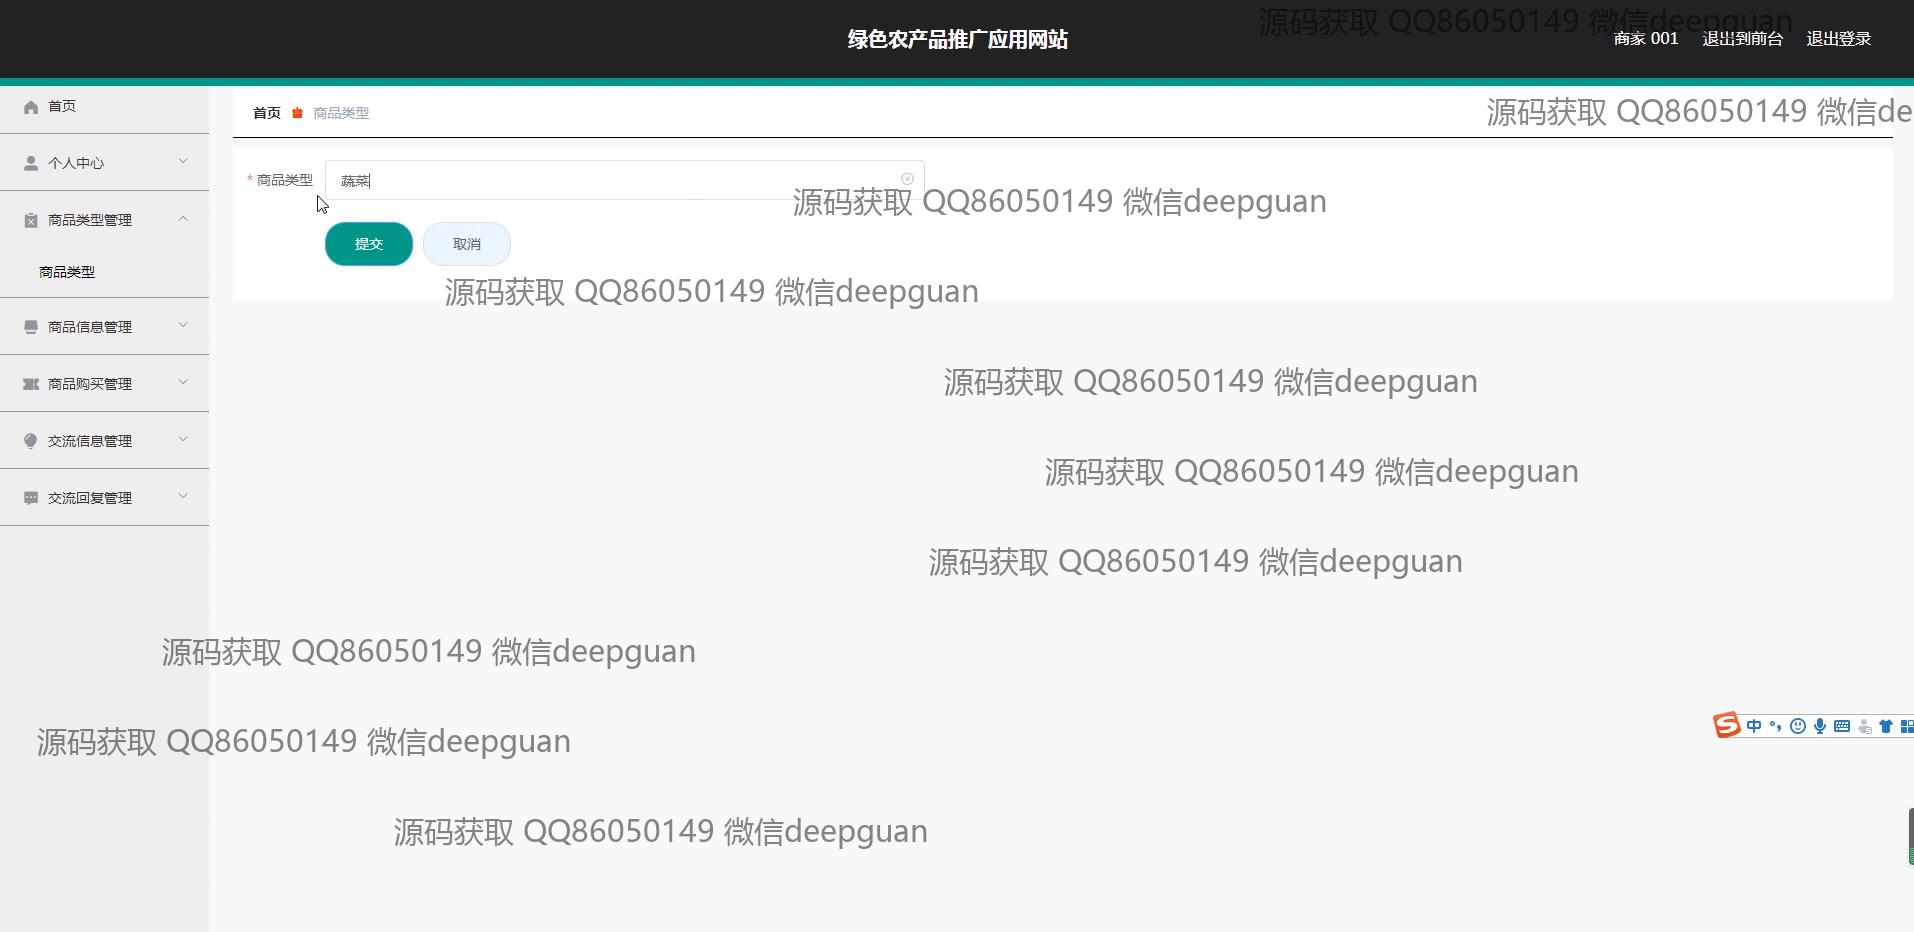 绿色农产品推广应用网站
源码获取 QQ86050149 微信deepguan
商家 001 退出到前台 退出登录
首页
首页 商品类型
源码获取 QQ86050149 微信de
个人中心
* 商品类型 蔬菜
源码获取 QQ86050149 微信deepguan
商品类型管理
提交 取消
商品类型
源码获取 QQ86050149 微信deepguan
商品信息管理
商品购买管理
源码获取 QQ86050149 微信deepguan
交流信息管理
源码获取 QQ86050149 微信deepguan
交流回复管理
源码获取 QQ86050149 微信deepguan
源码获取 QQ86050149 微信deepguan
中
源码获取 QQ86050149 微信deepguan
源码获取 QQ86050149 微信deepguan